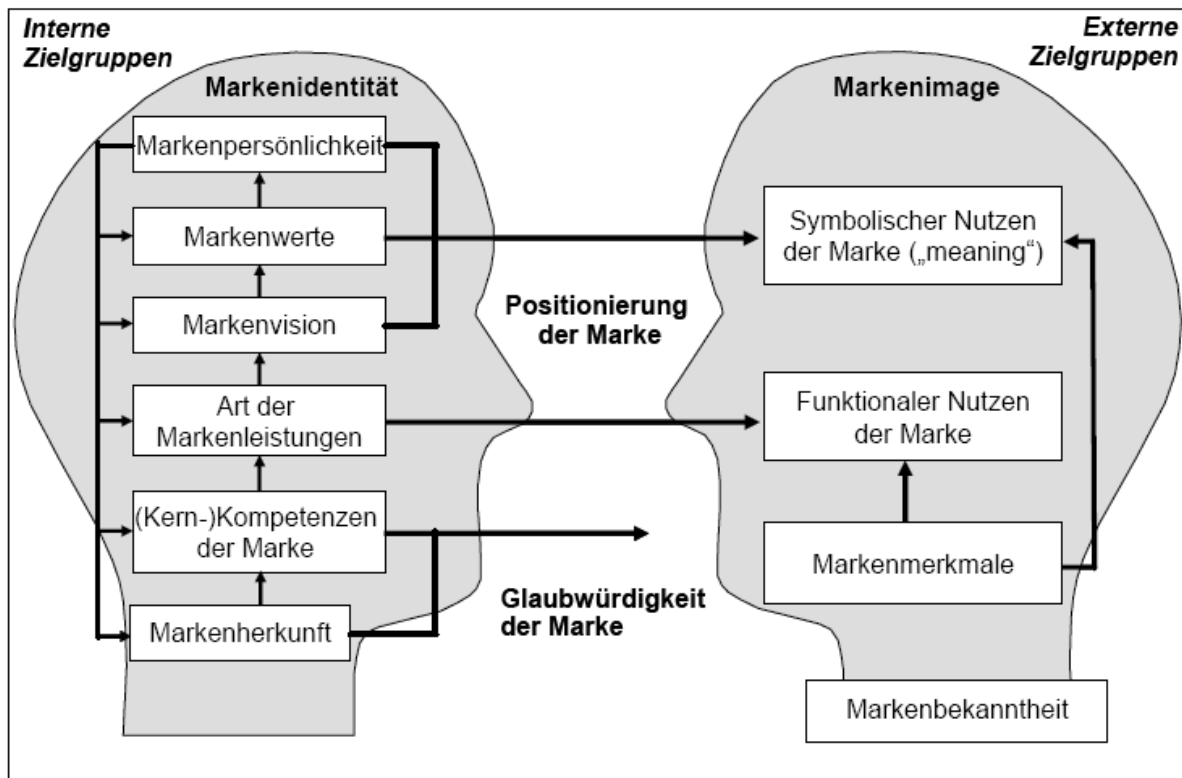 Interne
Zielgruppen
Externe
Zielgruppen
Markenidentität
Markenpersönlichkeit
Markenwerte
Markenvision
Art der
Markenleistungen
(Kern-)Kompetenzen
der Marke
Markenherkunft
Positionierung
der Marke
Glaubwürdigkeit
der Marke
Markenimage
Symbolischer Nutzen
der Marke („meaning“)
Funktionaler Nutzen
der Marke
Markenmerkmale
Markenbekanntheit